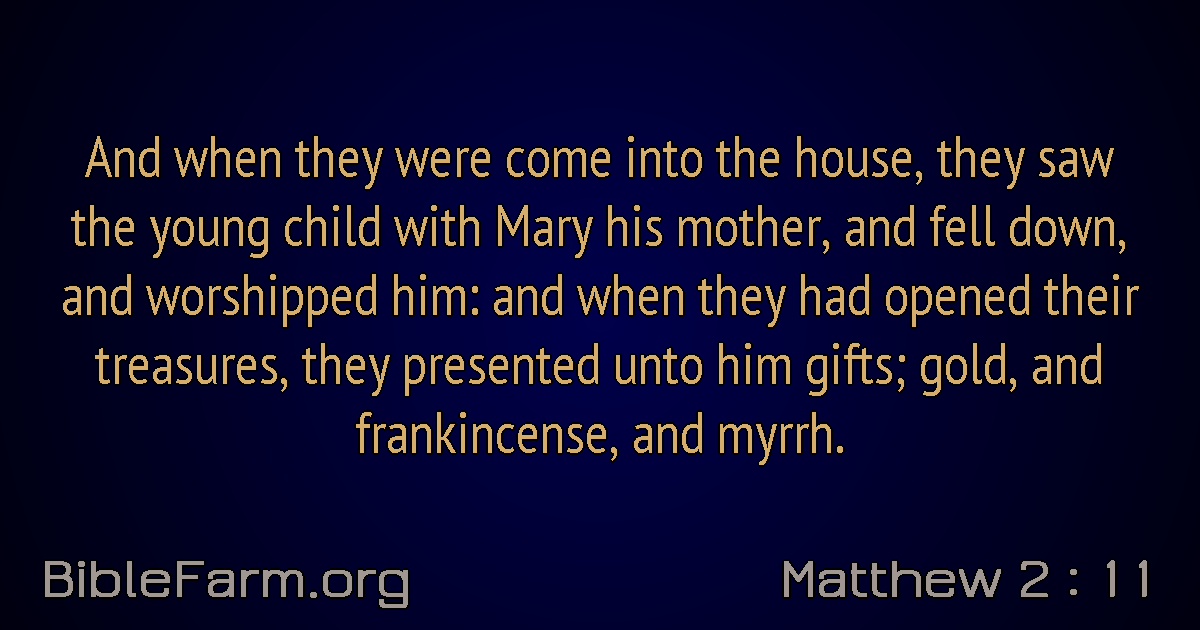 And when they were come into the house, they saw
the young child with Mary his mother, and fell down,
and worshipped him: and when they had opened their
treasures, they presented unto him gifts; gold, and
frankincense, and myrrh.
BibleFarm.org
Matthew 2 : 11